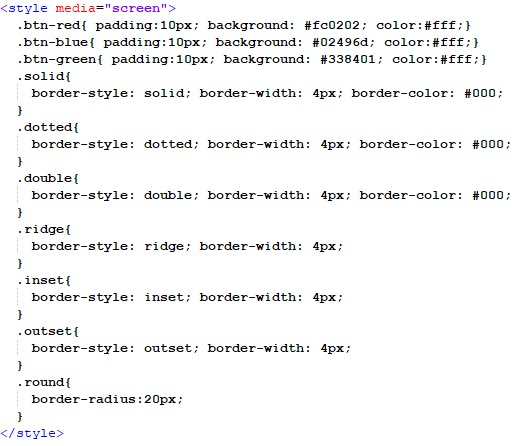 <style media="screen">
.btn-red{ padding:10px; background: #fc0202; color:#fff;}
.btn-blue{ padding:10px; background: #02496d; color:#fff;}
.btn-green{ padding:10px; background: #338401; color:#fff;}
.solid{
border-style: solid; border-width: 4px; border-color: #000;
}
.dotted{
border-style: dotted; border-width: 4px; border-color: #000;
}
.double{
border-style: double; border-width: 4px; border-color: #000;
}
.ridge{
border-style: ridge; border-width: 4px;
}
.inset{
border-style: inset; border-width: 4px;
}
.outset{
border-style: outset; border-width: 4px;
}
.round{
border-radius:20px;
}
</style>